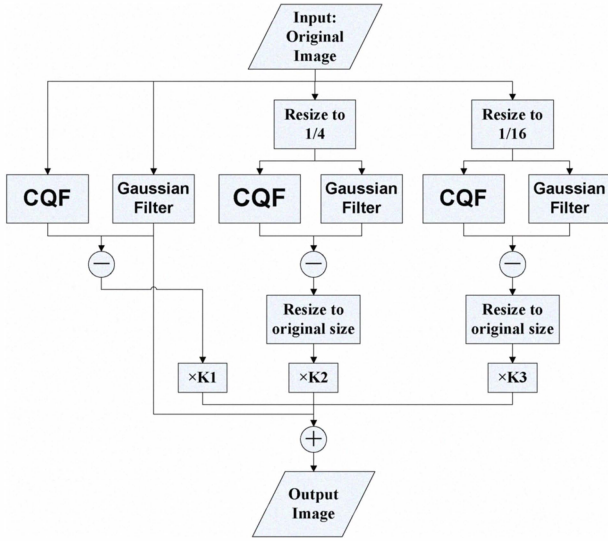 Input:
Original
Image
Resize to
1/4
Resize to
1/16
CQF
Gaussian
Filter
CQF
Gaussian
Filter
CQF
Gaussian
Filter
−
−
−
Resize to
original size
Resize to
original size
×K1
×K2
×K3
+
Output
Image